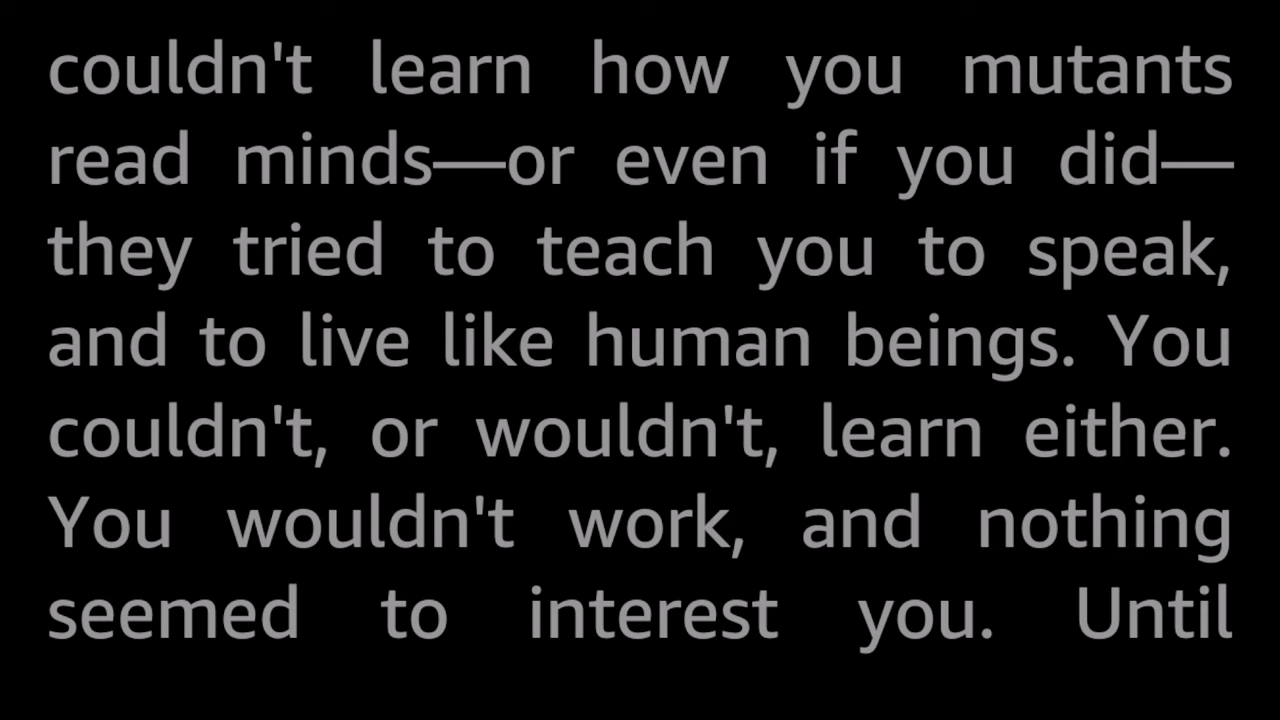 couldn't learn how you mutants
read minds—or even if you did—
they tried to teach you to speak,
and to live like human beings. You
couldn't, or wouldn't, learn either.
You wouldn't work, and nothing
seemed to interest you. Until